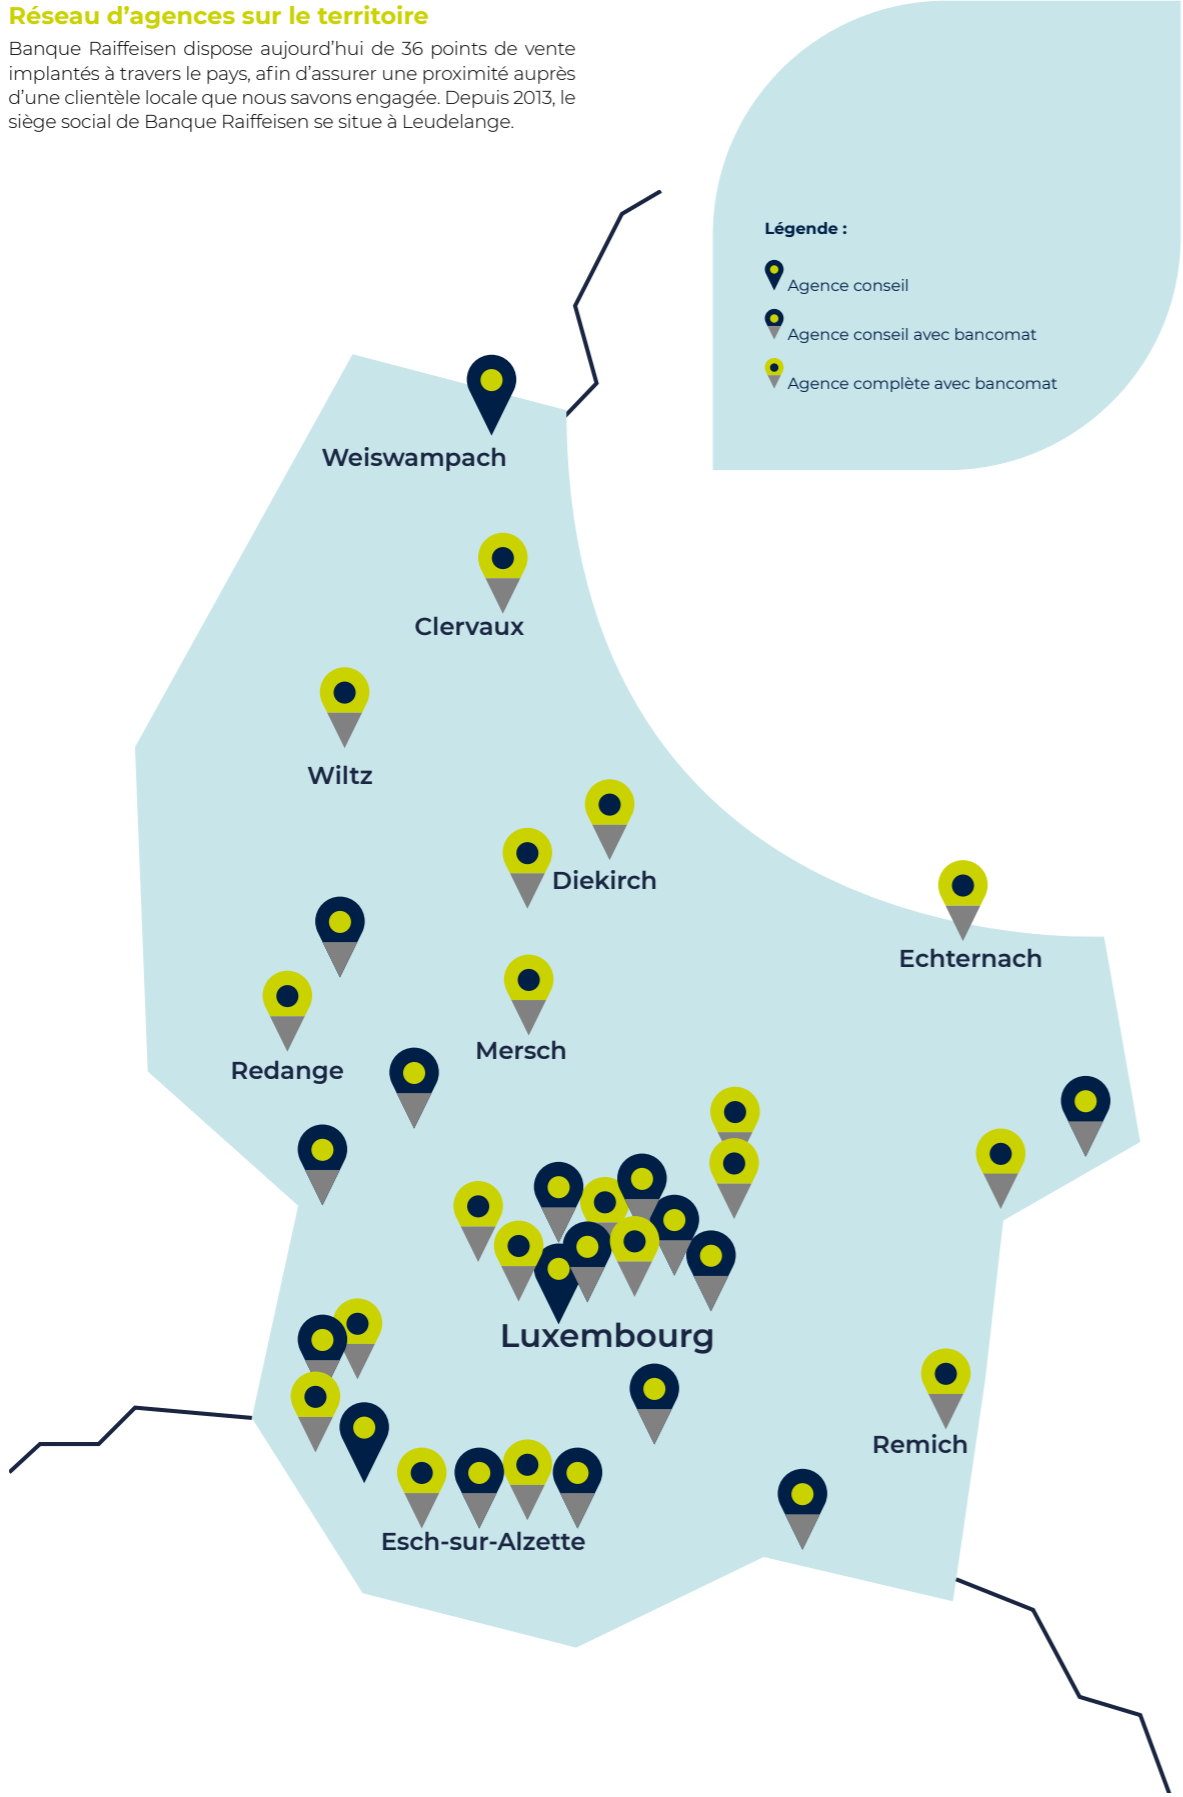 Réseau d’agences sur le territoire
Banque Raiffeisen dispose aujourd’hui de 36 points de vente
implantés à travers le pays, afin d’assurer une proximité auprès
d’une clientèle locale que nous savons engagée. Depuis 2013, le
siège social de Banque Raiffeisen se situe à Leudelange.
Légende :
Agence conseil
Agence conseil avec bancomat
Agence complète avec bancomat
Weiswampach
Clervaux
Wiltz
Diekirch
Echternach
Mersch
Redange
Luxembourg
Remich
Esch-sur-Alzette